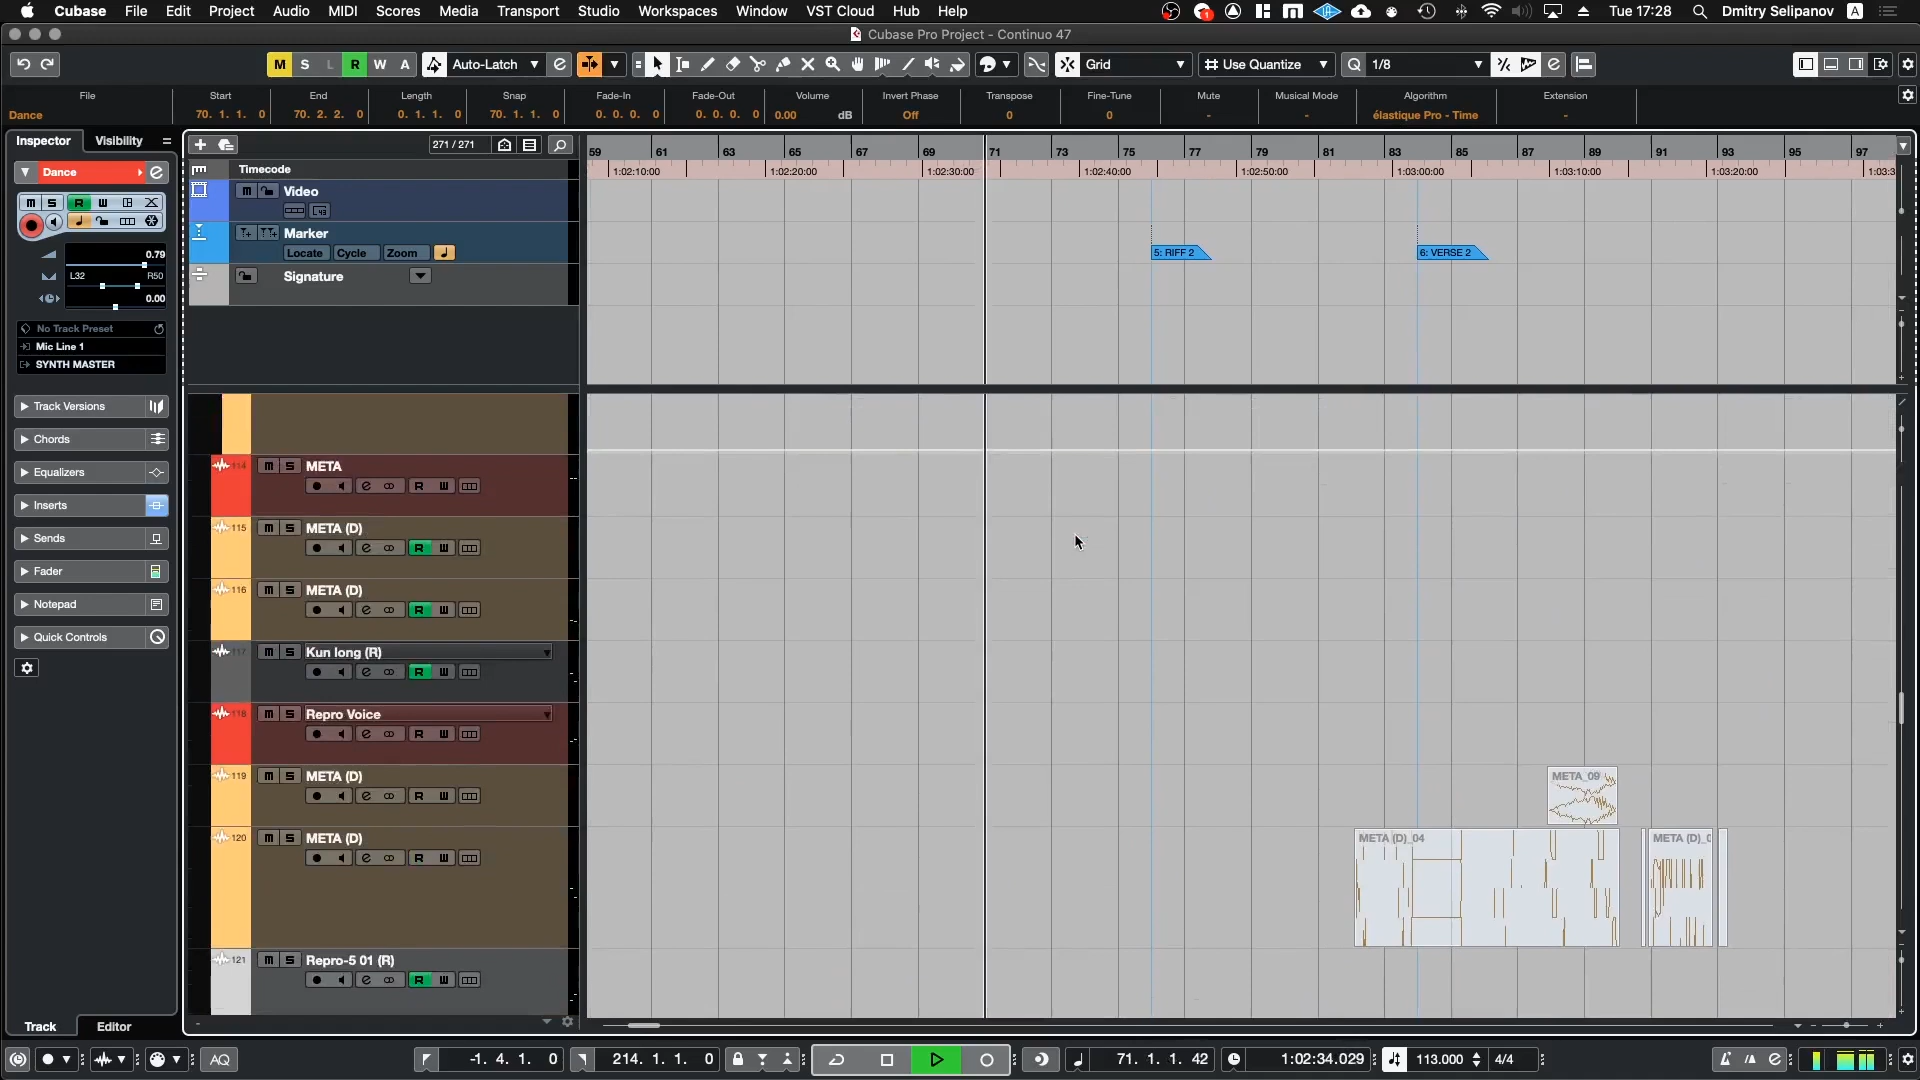 Cubase File Edit Project Audio MIDI Scores Media Transport Studio Workspaces Window VST Cloud Hub Help Tue 17:28 Dmitry Selipanov A
Cubase Pro Project - Continuo 47
M S L R W A Auto-Latch Grid Use Quantize Q 1/8
File Start End Length Snap Fade-In Fade-Out Volume Invert Phase Transpose Fine-Tune Mute Musical Mode Algorithm Extension
Dance 70. 1. 1. 0 70. 2. 2. 0 0. 1. 1. 0 70. 1. 1. 0 0. 0. 0. 0 0. 0. 0. 0 0.00 dB Off 0 0 - - élastique Pro - Time -
Inspector Visibility 271 / 271
59 61 63 65 67 69 71 73 75 77 79 81 83 85 87 89 91 93 95 97
Timecode 1:02:10:00 1:02:20:00 1:02:30:00 1:02:40:00 1:02:50:00 1:03:00:00 1:03:10:00 1:03:20:00 1:03:3
Dance
Video
M S R W
Marker
Locate Cycle Zoom
5: RIFF 2 6: VERSE 2
0.79
L32 R50
0.00
Signature
No Track Preset
Mic Line 1
SYNTH MASTER
Track Versions
Chords
Equalizers
Inserts
Sends
Fader
Notepad
Quick Controls
114 m S META
R W
115 m S META (D)
R W
116 m S META (D)
R W
117 m S Kun long (R)
R W
118 m S Repro Voice
R W
119 m S META (D)
R W
META_09
120 m S META (D)
R W
META (D)_04 META (D)_0
121 m S Repro-5 01 (R)
R W
Track Editor
AQ -1. 4. 1. 0 214. 1. 1. 0 71. 1. 1. 42 1:02:34.029 113.000 4/4